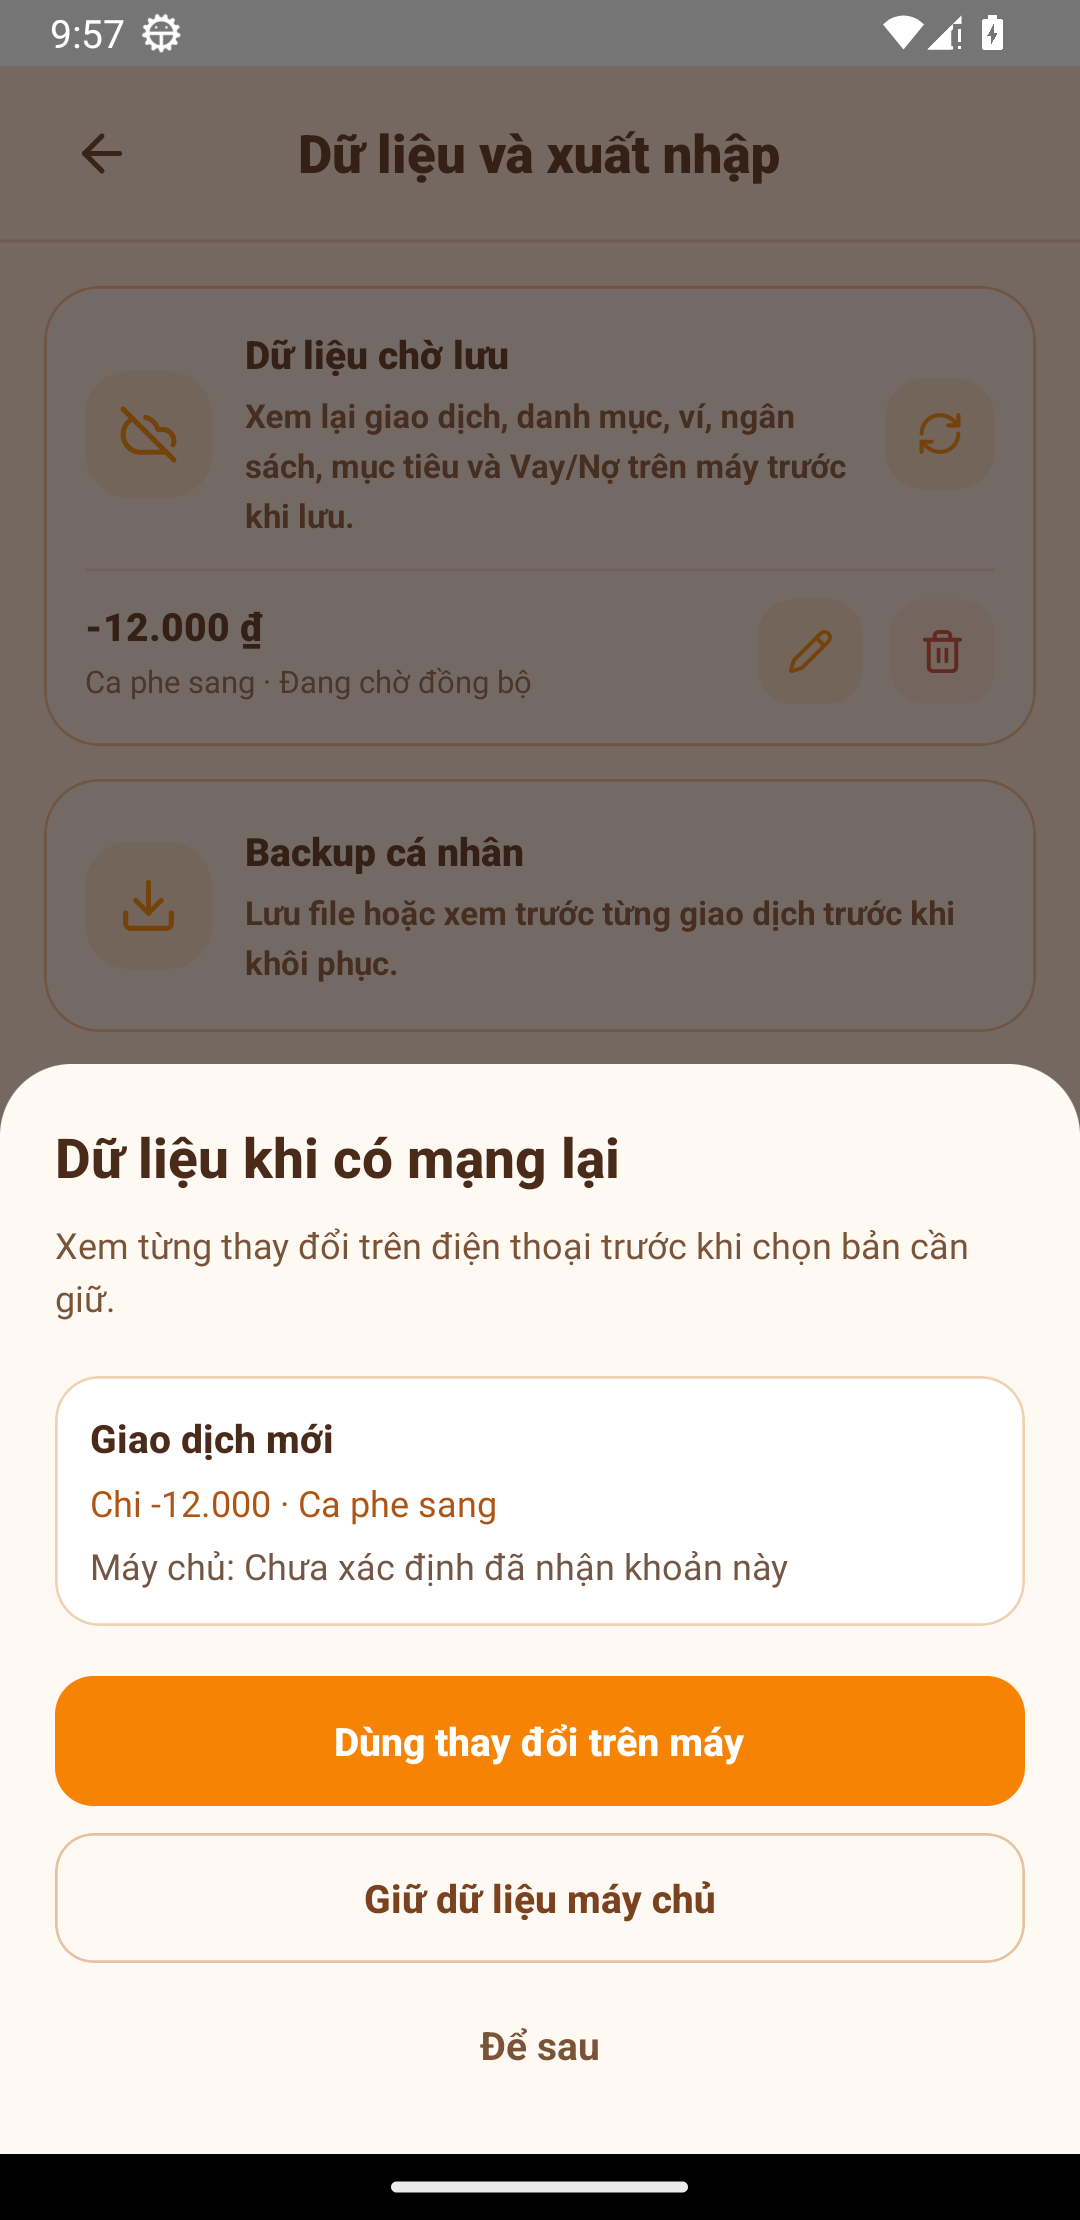 9:57
Dữ liệu và xuất nhập
Dữ liệu chờ lưu
Xem lại giao dịch, danh mục, ví, ngân
sách, mục tiêu và Vay/Nợ trên máy trước
khi lưu.
-12.000 ₫
Ca phe sang · Đang chờ đồng bộ
Backup cá nhân
Lưu file hoặc xem trước từng giao dịch trước khi
khôi phục.
Dữ liệu khi có mạng lại
Xem từng thay đổi trên điện thoại trước khi chọn bản cần
giữ.
Giao dịch mới
Chi -12.000 · Ca phe sang
Máy chủ: Chưa xác định đã nhận khoản này
Dùng thay đổi trên máy
Giữ dữ liệu máy chủ
Để sau